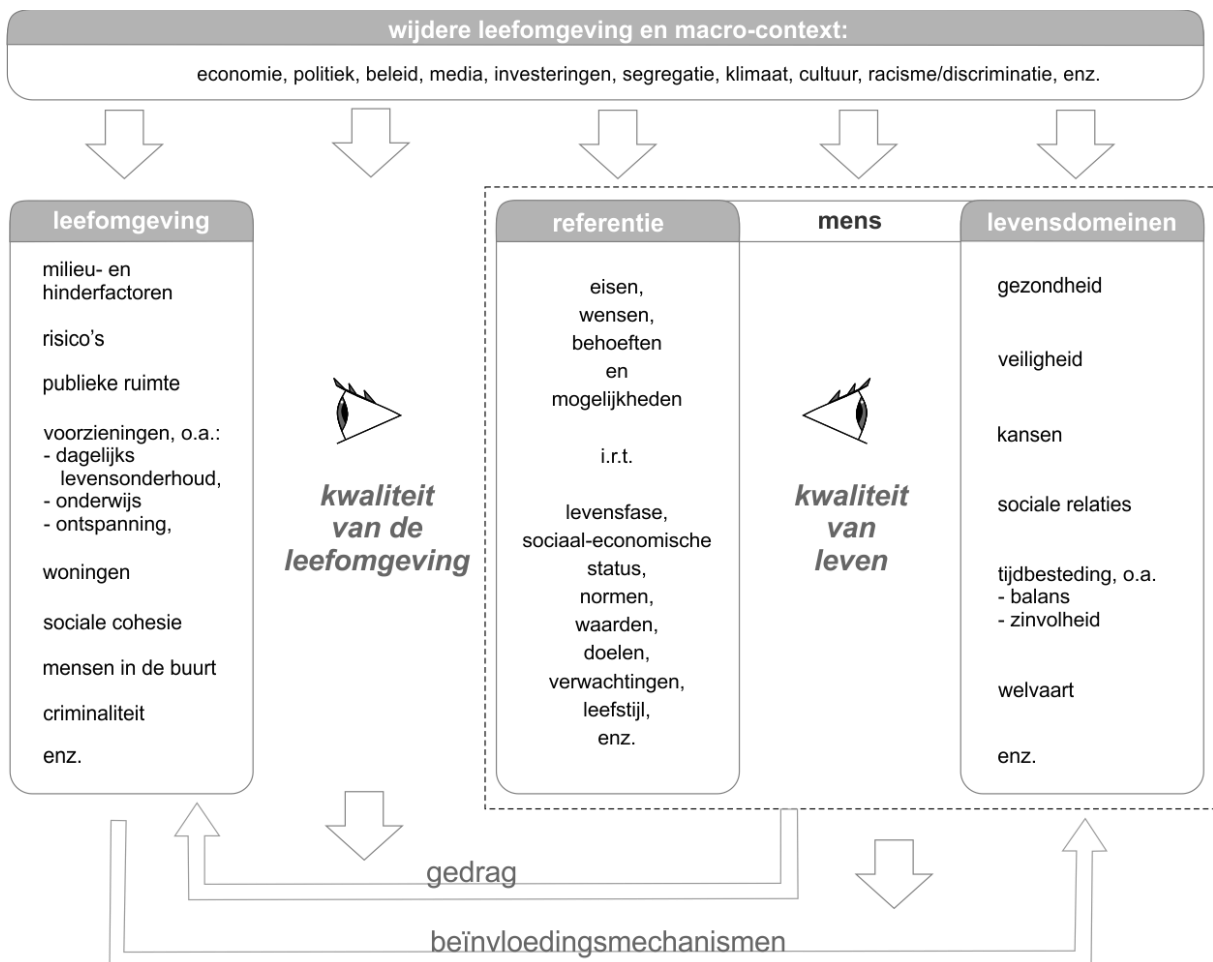 wijdere leefomgeving en macro-context:
economie, politiek, beleid, media, investeringen, segregatie, klimaat, cultuur, racisme/discriminatie, enz.
leefomgeving
milieu- en
hinderfactoren
risico's
publieke ruimte
voorzieningen, o.a.:
- dagelijks
levensonderhoud,
- onderwijs
- ontspanning,
woningen
sociale cohesie
mensen in de buurt
criminaliteit
enz.
kwaliteit
van de
leefomgeving
referentie
eisen,
wensen,
behoeften
en
mogelijkheden
i.r.t.
levensfase,
sociaal-economische
status,
normen,
waarden,
doelen,
verwachtingen,
leefstijl,
enz.
mens
kwaliteit
van
leven
levensdomeinen
gezondheid
veiligheid
kansen
sociale relaties
tijdbesteding, o.a.
- balans
- zinvolheid
welvaart
enz.
gedrag
beïnvloedingsmechanismen